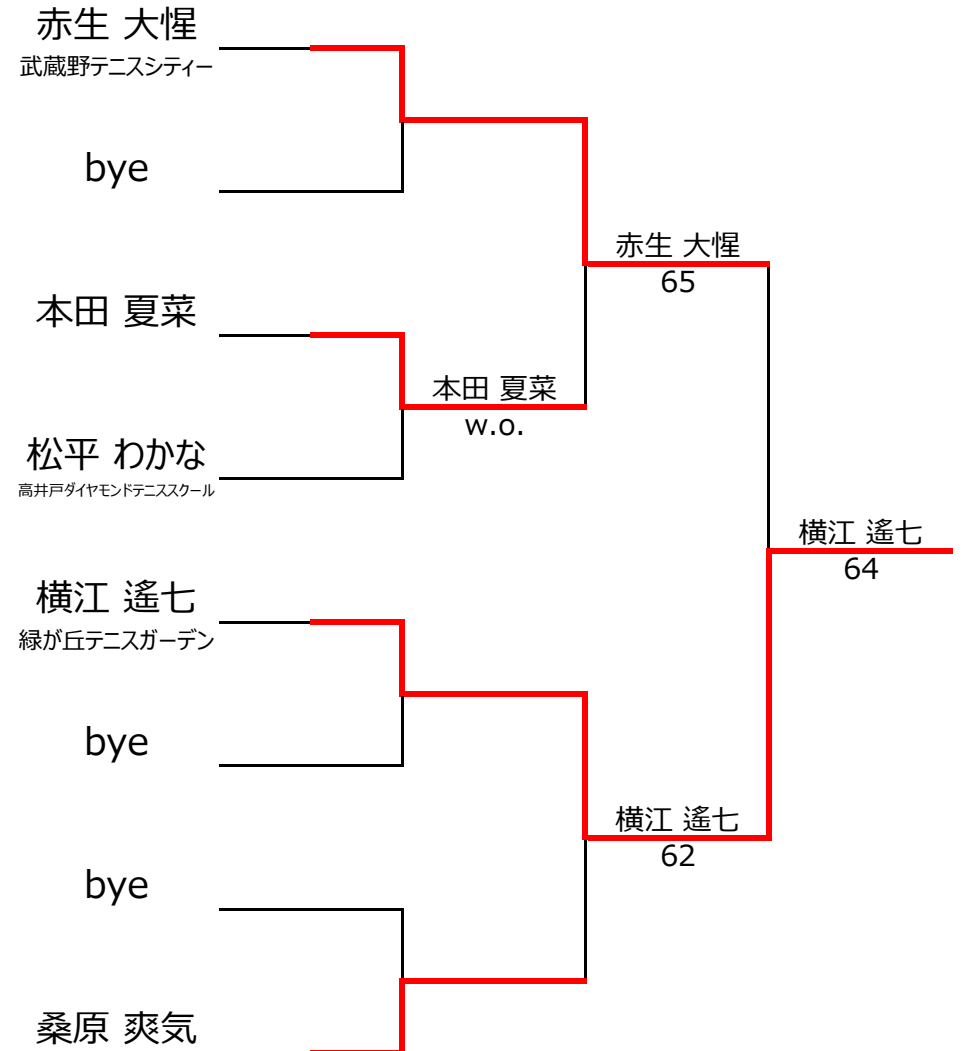 赤生 大惺
武蔵野テニスシティー
bye
赤生 大惺
65
本田 夏菜
本田 夏菜
w.o.
松平 わかな
高井戸ダイヤモンドテニススクール
横江 遙七
64
横江 遙七
緑が丘テニスガーデン
bye
横江 遙七
62
bye
桑原 爽気